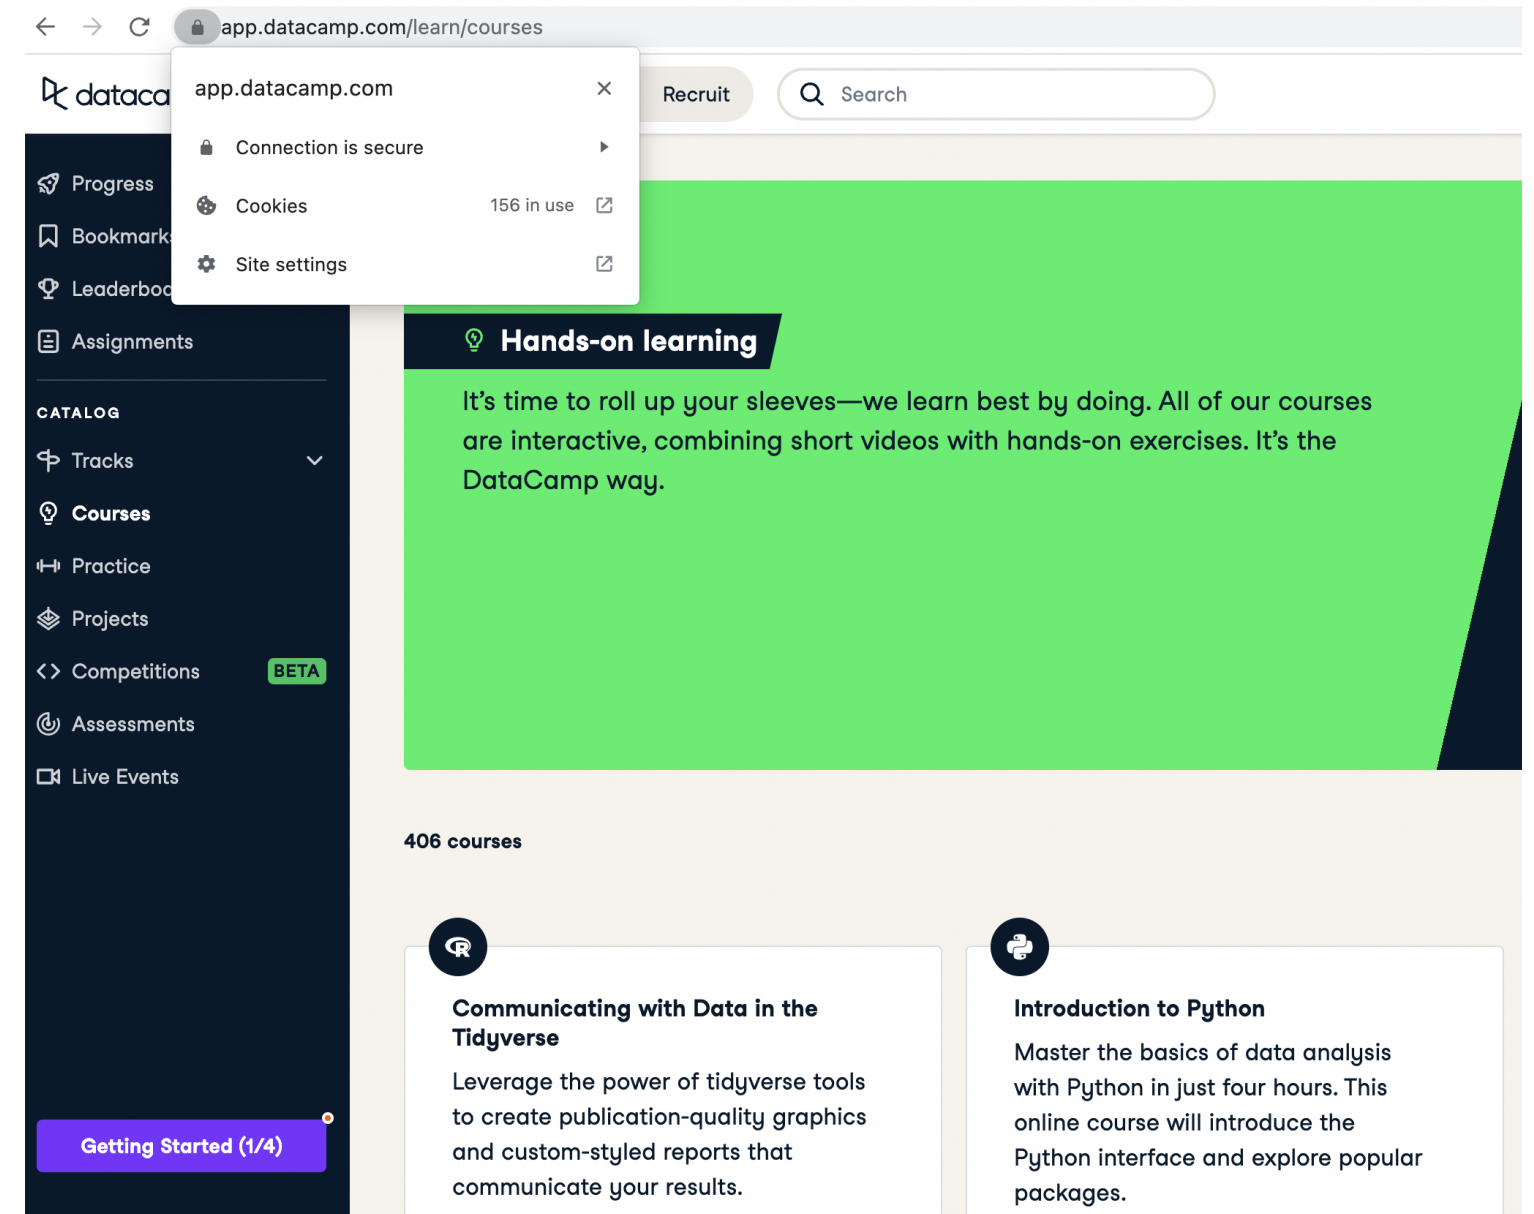 app.datacamp.com/learn/courses
app.datacamp.com
Connection is secure
Cookies 156 in use
Site settings
dataca
Recruit
Search
Progress
Bookmarks
Leaderboa
Assignments
CATALOG
Tracks
Courses
Practice
Projects
Competitions BETA
Assessments
Live Events
Getting Started (1/4)
Hands-on learning
It's time to roll up your sleeves—we learn best by doing. All of our courses
are interactive, combining short videos with hands-on exercises. It's the
DataCamp way.
406 courses
R
Communicating with Data in the
Tidyverse
Leverage the power of tidyverse tools
to create publication-quality graphics
and custom-styled reports that
communicate your results.
Introduction to Python
Master the basics of data analysis
with Python in just four hours. This
online course will introduce the
Python interface and explore popular
packages.